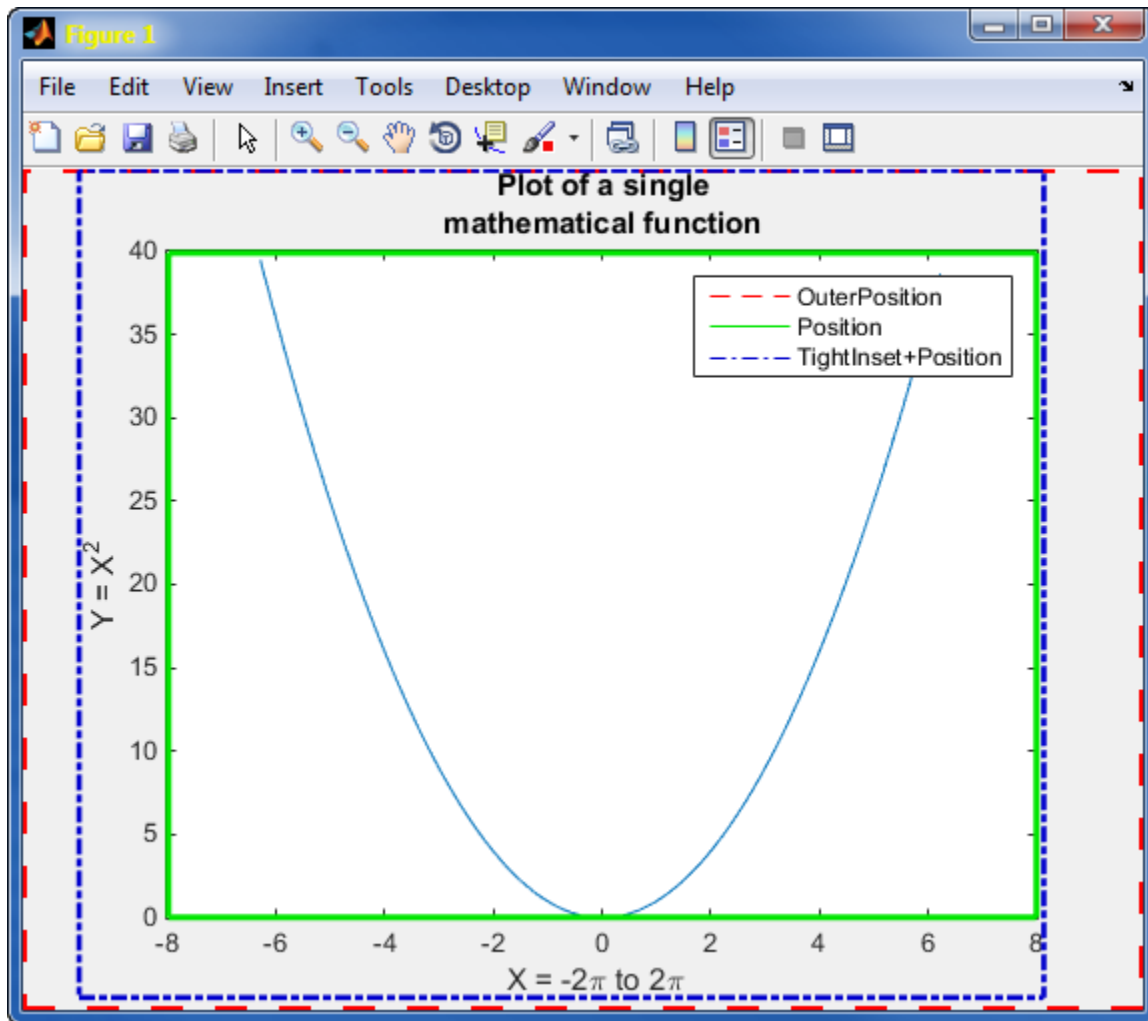 Figure 1
File Edit View Insert Tools Desktop Window Help
Plot of a single
mathematical function
OuterPosition
Position
TightInset+Position
40
35
30
25
20
15
10
5
0
Y = X²
-8 -6 -4 -2 0 2 4 6 8
X = -2π to 2π